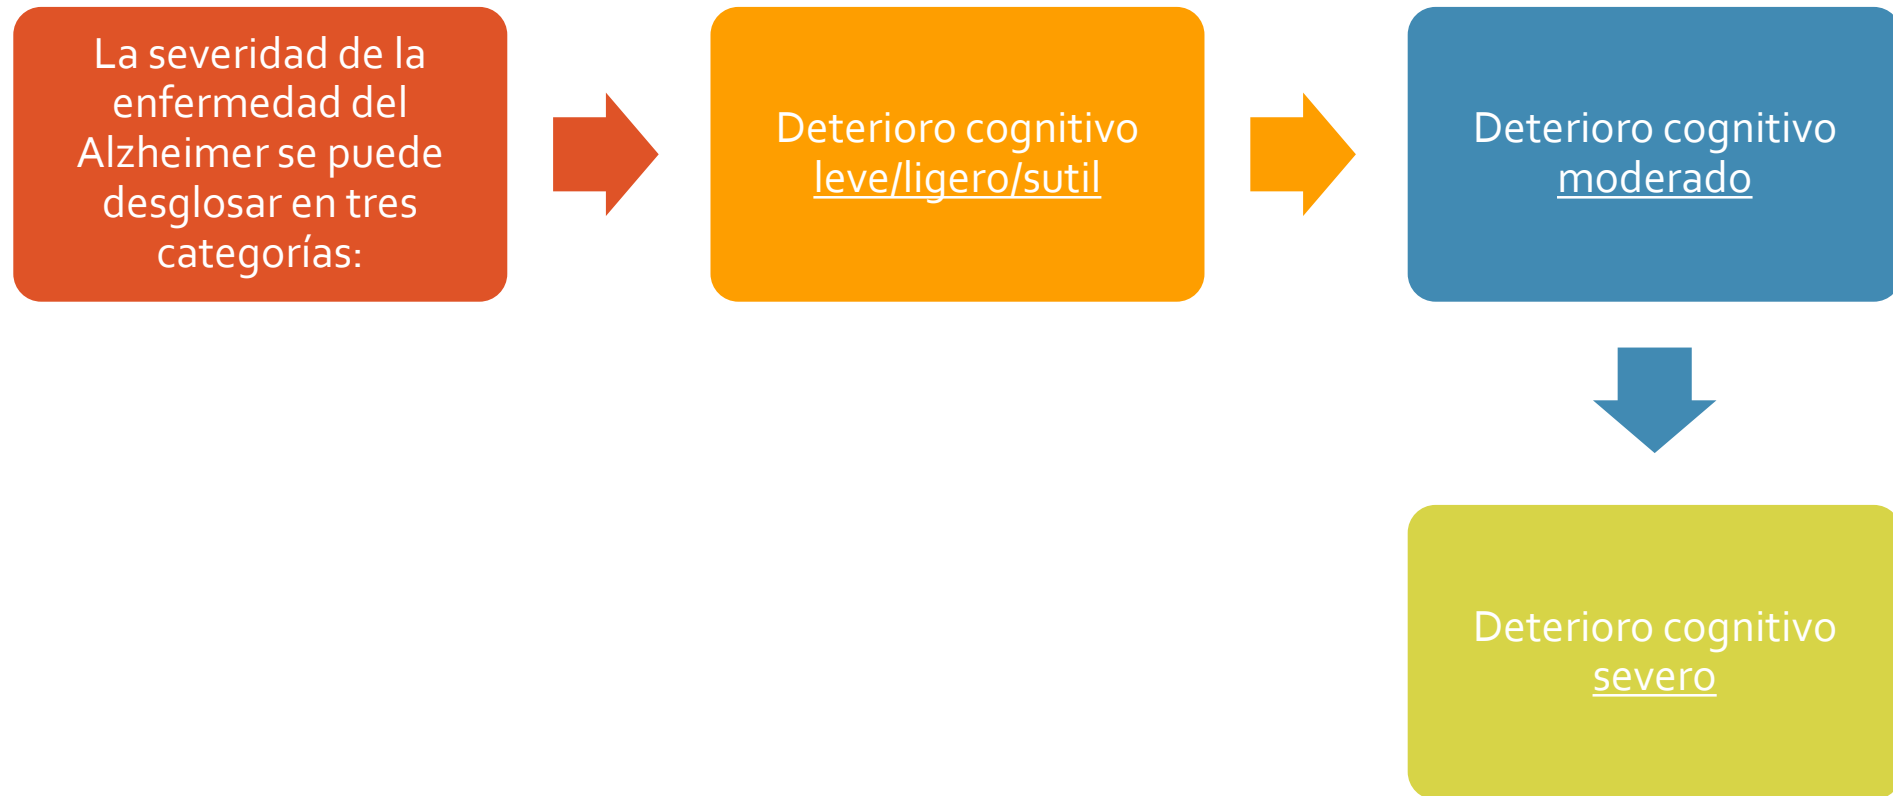 La severidad de la
enfermedad del
Alzheimer se puede
desglosar en tres
categorías:
Deterioro cognitivo
leve/ligero/sutil
Deterioro cognitivo
moderado
Deterioro cognitivo
severo